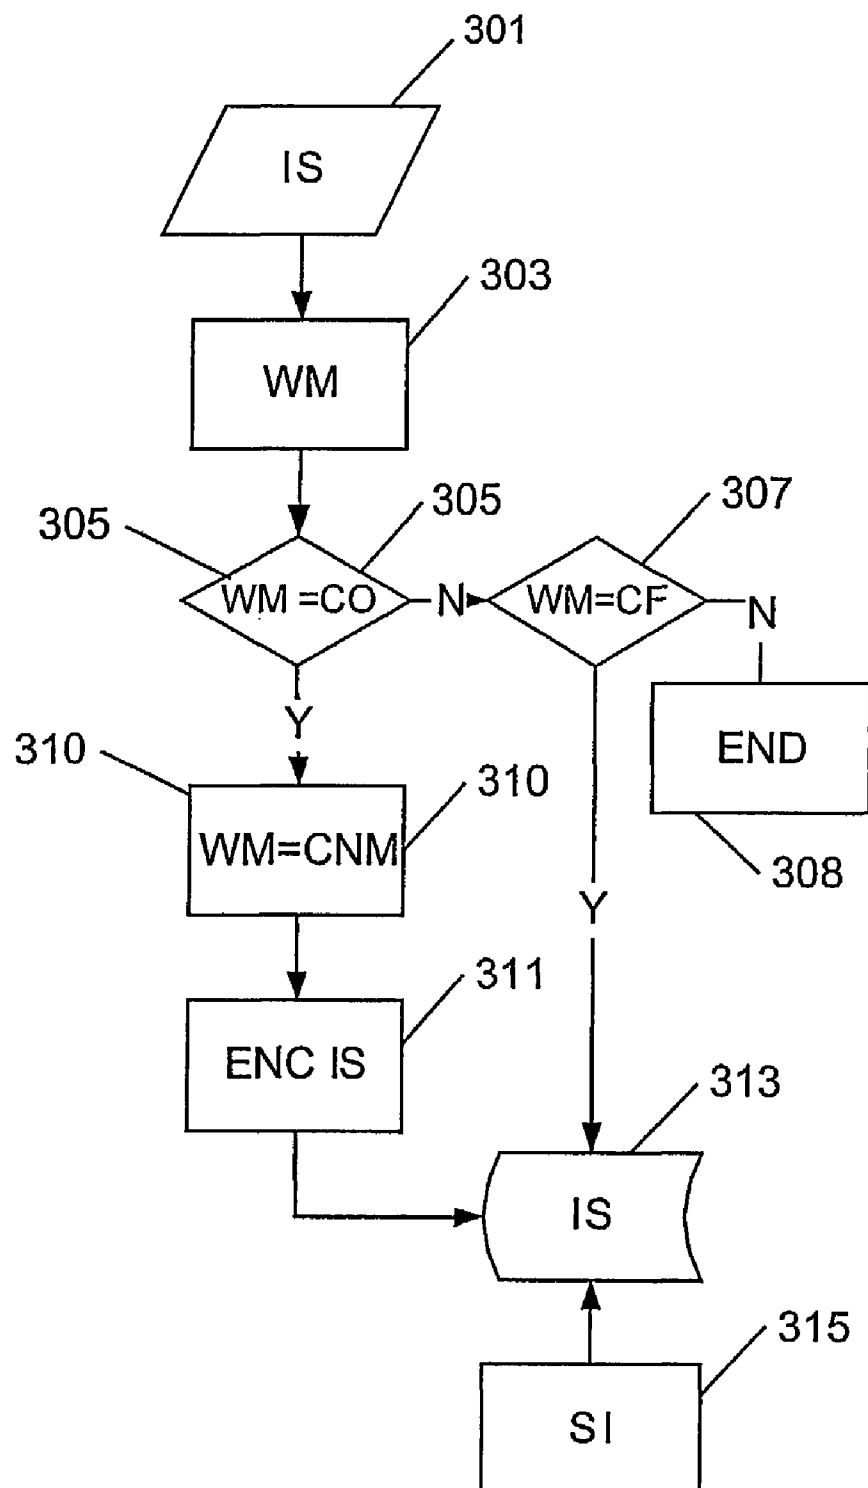 301
IS
303
WM
305
305
307
WM =CO
N
WM=CF
N
Y
END
310
310
WM=CNM
308
Y
311
ENC IS
313
IS
315
SI